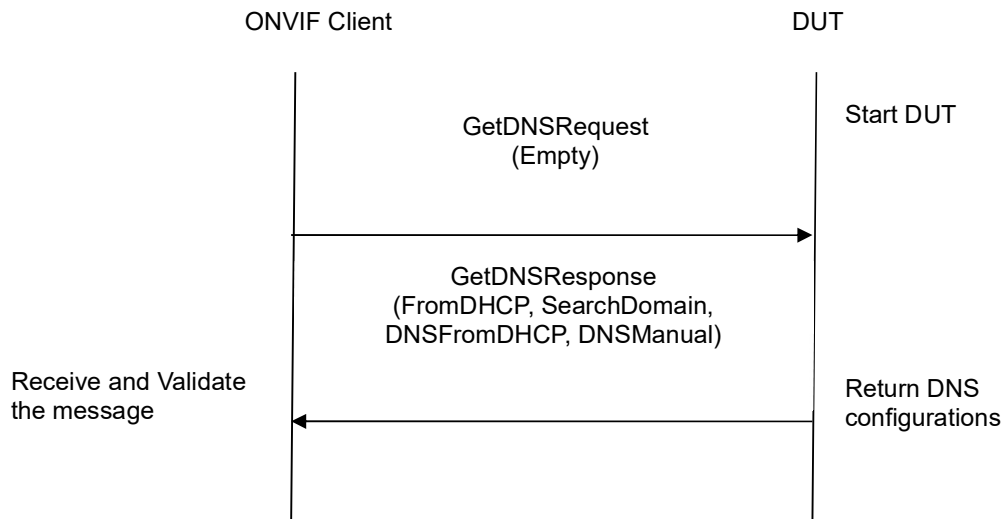 ONVIF Client
DUT
Start DUT
GetDNSRequest
(Empty)
GetDNSResponse
(FromDHCP, SearchDomain,
DNSFromDHCP, DNSManual)
Receive and Validate
the message
Return DNS
configurations